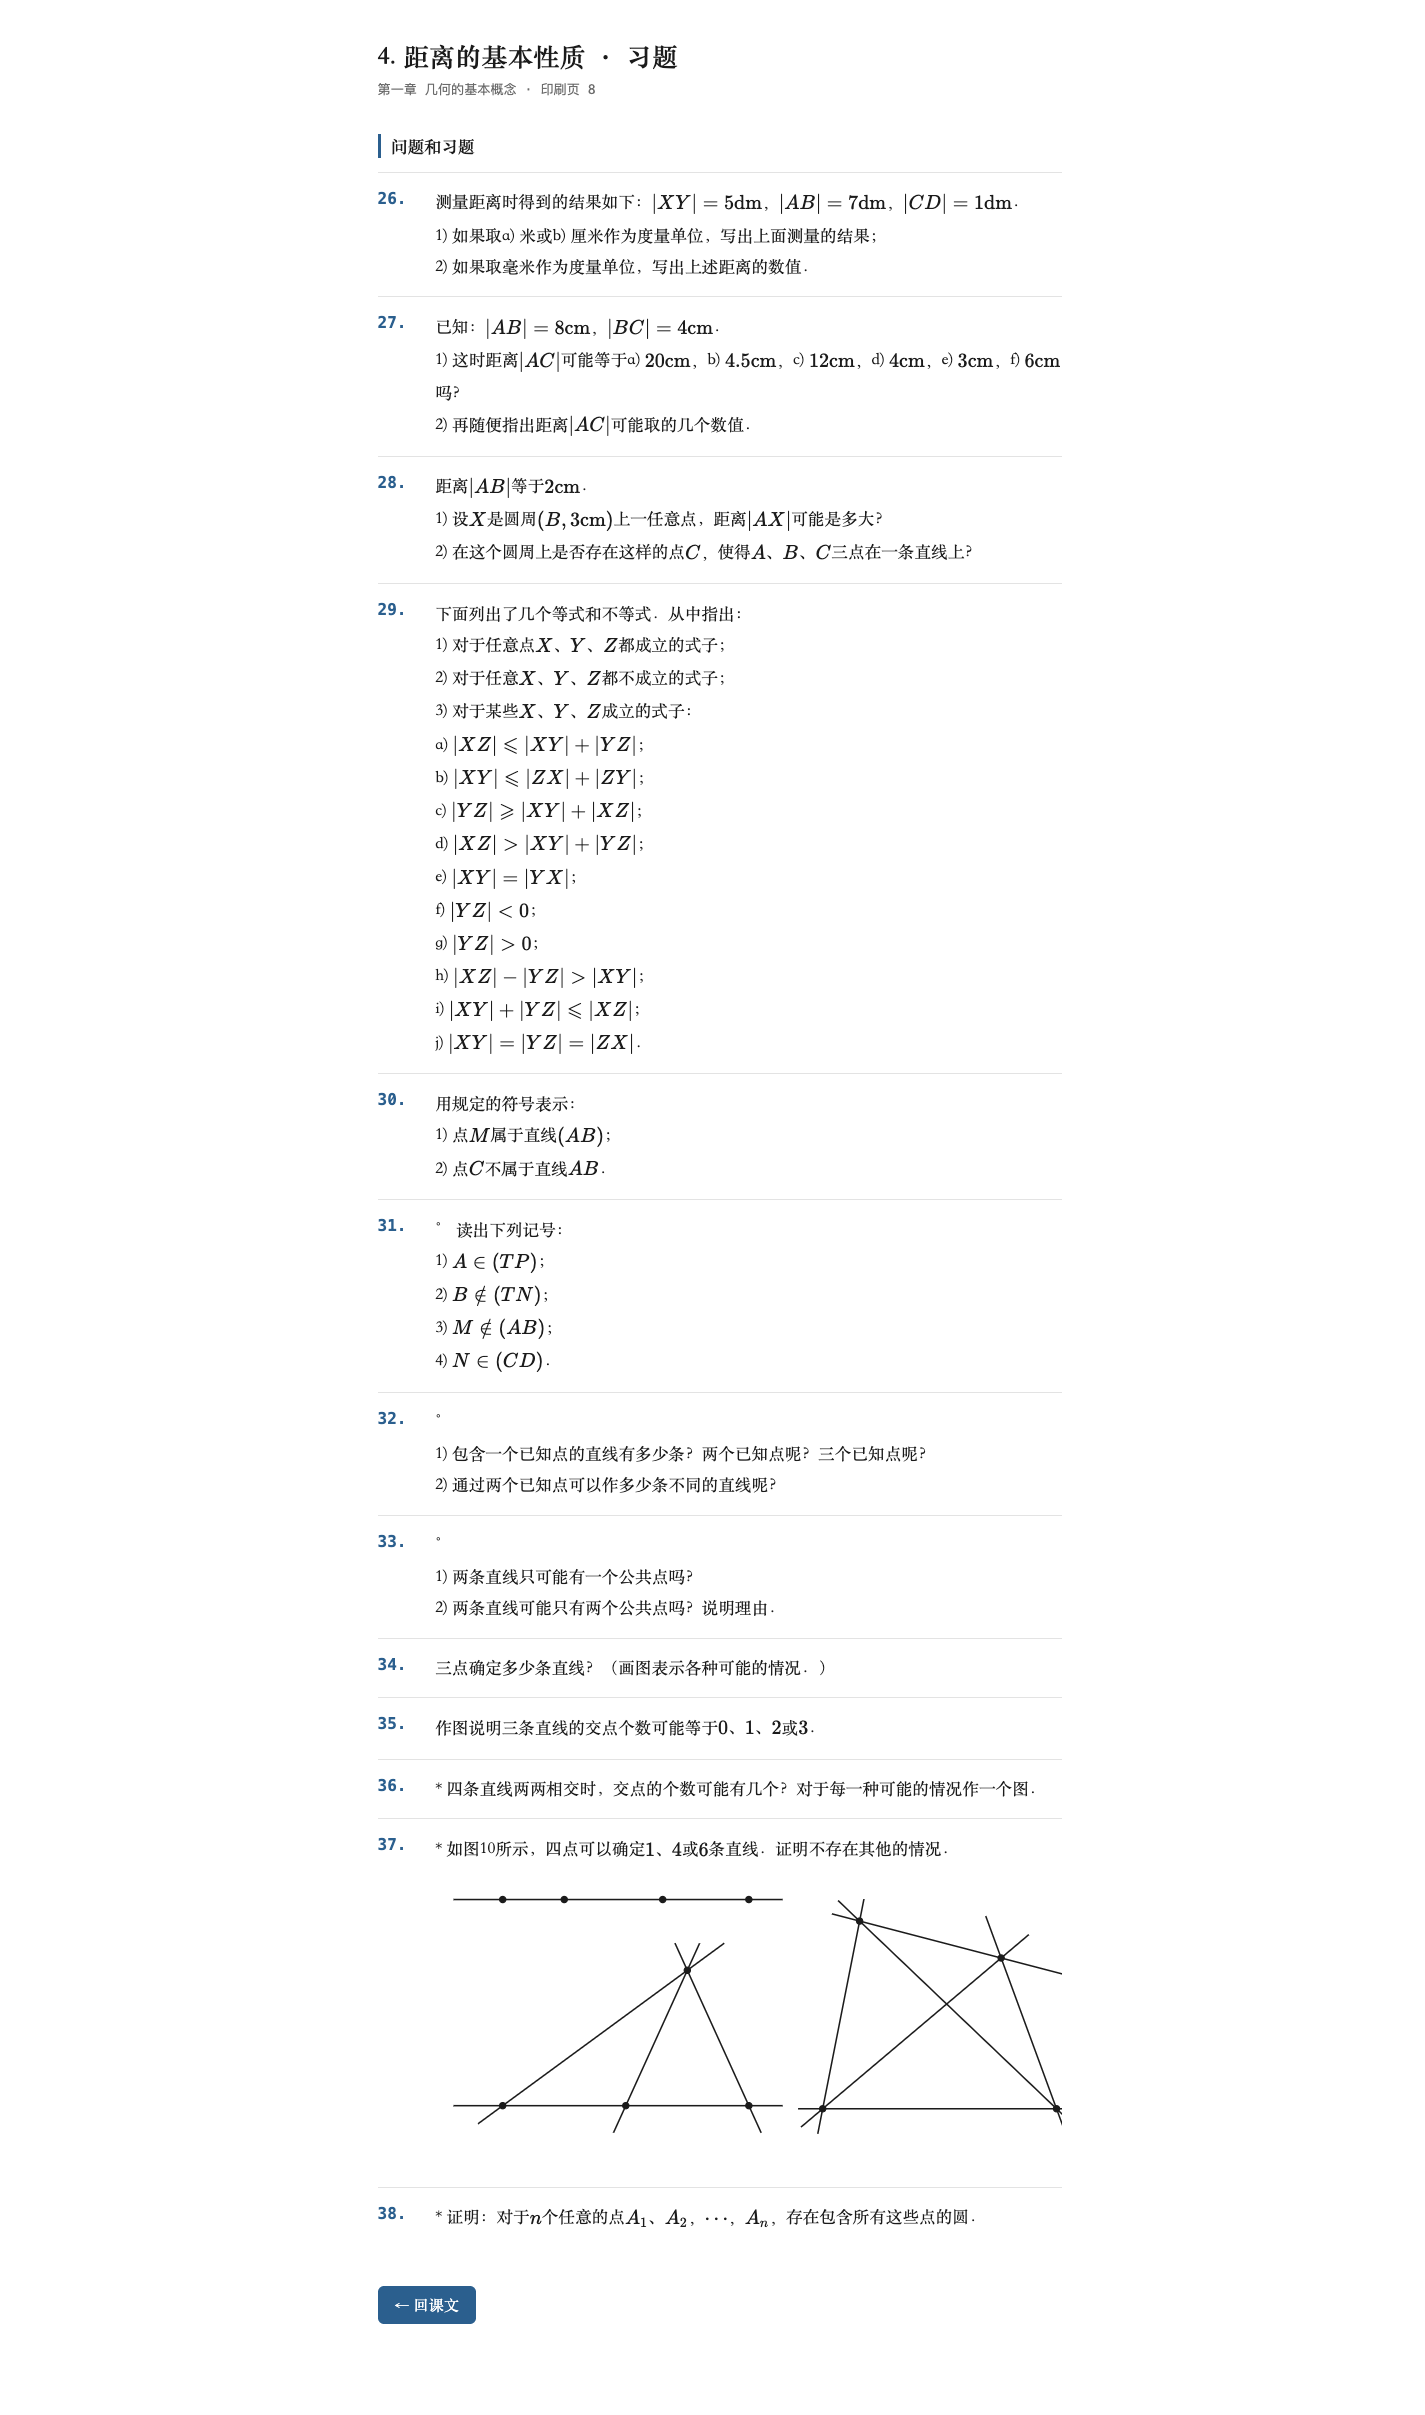 4. 距离的基本性质 · 习题
第一章 几何的基本概念 · 印刷页 8
问题和习题
26. 测量距离时得到的结果如下：|XY| = 5dm，|AB| = 7dm，|CD| = 1dm．
1) 如果取a) 米或b) 厘米作为度量单位，写出上面测量的结果；
2) 如果取毫米作为度量单位，写出上述距离的数值．
27. 已知：|AB| = 8cm，|BC| = 4cm．
1) 这时距离|AC|可能等于a) 20cm，b) 4.5cm，c) 12cm，d) 4cm，e) 3cm，f) 6cm
吗？
2) 再随便指出距离|AC|可能取的几个数值．
28. 距离|AB|等于2cm．
1) 设X是圆周(B, 3cm)上一任意点，距离|AX|可能是多大？
2) 在这个圆周上是否存在这样的点C，使得A、B、C三点在一条直线上？
29. 下面列出了几个等式和不等式．从中指出：
1) 对于任意点X、Y、Z都成立的式子；
2) 对于任意X、Y、Z都不成立的式子；
3) 对于某些X、Y、Z成立的式子：
a) |XZ| ⩽ |XY| + |YZ|；
b) |XY| ⩽ |ZX| + |ZY|；
c) |YZ| ⩾ |XY| + |XZ|；
d) |XZ| > |XY| + |YZ|；
e) |XY| = |YX|；
f) |YZ| < 0；
g) |YZ| > 0；
h) |XZ| − |YZ| > |XY|；
i) |XY| + |YZ| ⩽ |XZ|；
j) |XY| = |YZ| = |ZX|．
30. 用规定的符号表示：
1) 点M属于直线(AB)；
2) 点C不属于直线AB．
31. ° 读出下列记号：
1) A ∈ (TP)；
2) B ∉ (TN)；
3) M ∉ (AB)；
4) N ∈ (CD)．
32. °
1) 包含一个已知点的直线有多少条？两个已知点呢？三个已知点呢？
2) 通过两个已知点可以作多少条不同的直线呢？
33. °
1) 两条直线只可能有一个公共点吗？
2) 两条直线可能只有两个公共点吗？说明理由．
34. 三点确定多少条直线？（画图表示各种可能的情况．）
35. 作图说明三条直线的交点个数可能等于0、1、2或3．
36. * 四条直线两两相交时，交点的个数可能有几个？对于每一种可能的情况作一个图．
37. * 如图10所示，四点可以确定1、4或6条直线．证明不存在其他的情况．
38. * 证明：对于n个任意的点A₁、A₂，⋯，Aₙ，存在包含所有这些点的圆．
← 回课文